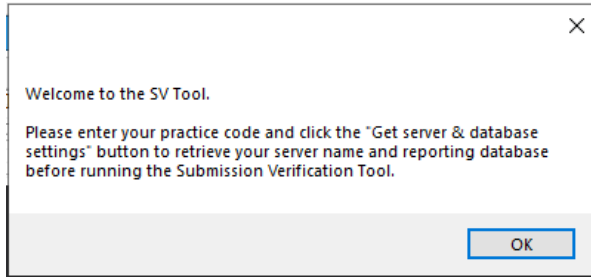 Welcome to the SV Tool.
Please enter your practice code and click the "Get server & database
settings" button to retrieve your server name and reporting database
before running the Submission Verification Tool.
OK